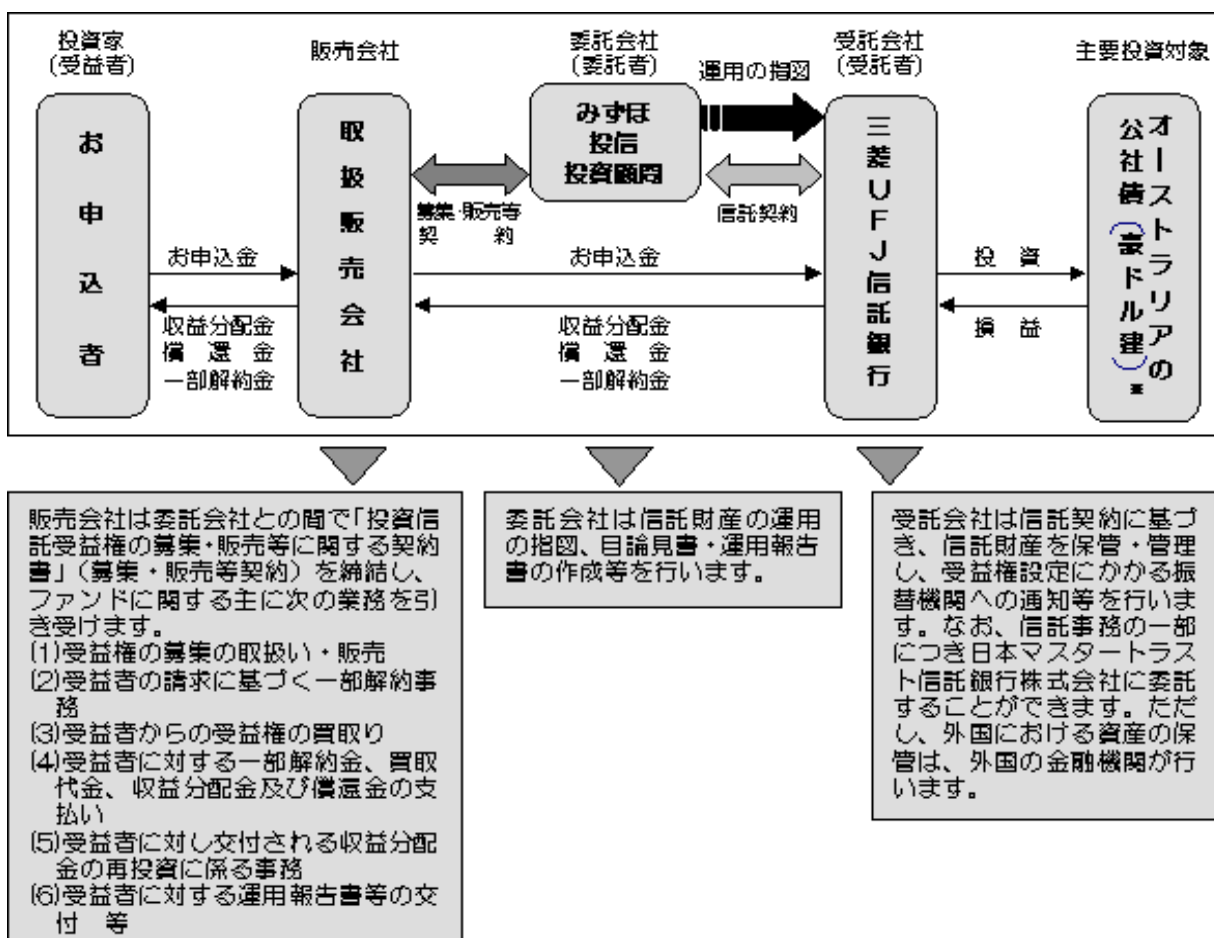 投資家
(受益者)
販売会社
委託会社
(委託者)
運用の指図
受託会社
(受託者)
主要投資対象
お申込者
取扱販売会社
みずほ
投信
投資顧問
三菱UFJ信託銀行
オーストラリアの
公社債(豪ドル建)※
募集・販売等
契約
信託契約
お申込金
収益分配金
償還金
一部解約金
お申込金
収益分配金
償還金
一部解約金
投資
損益
販売会社は委託会社との間で「投資信
託受益権の募集・販売等に関する契約
書」(募集・販売等契約)を締結し、
ファンドに関する主に次の業務を引
き受けます。
(1)受益権の募集の取扱い・販売
(2)受益者の請求に基づく一部解約事
務
(3)受益者からの受益権の買取り
(4)受益者に対する一部解約金、買取
代金、収益分配金及び償還金の支
払い
(5)受益者に対し交付される収益分配
金の再投資に係る事務
(6)受益者に対する運用報告書等の交
付 等
委託会社は信託財産の運用
の指図、目論見書・運用報告
書の作成等を行います。
受託会社は信託契約に基づ
き、信託財産を保管・管理
し、受益権設定にかかる振
替機関への通知等を行いま
す。なお、信託事務の一部
につき日本マスタートラス
ト信託銀行株式会社に委託
することができます。ただ
し、外国における資産の保
管は、外国の金融機関が行
います。